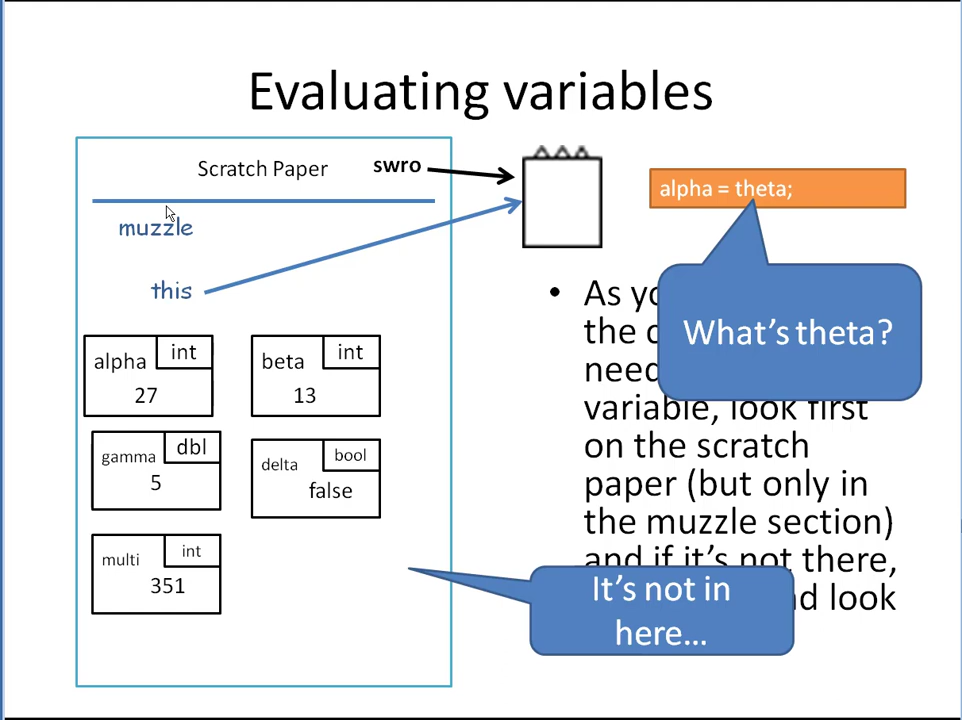 Evaluating variables
Scratch Paper
swro
muzzle
this
alpha
int
27
beta
int
13
gamma
dbl
5
delta
bool
false
multi
int
351
alpha = theta;
What's theta?
• As
the
need
variable, look first
on the scratch
paper (but only in
the muzzle section)
and if it's not there,
look
It's not in
here...